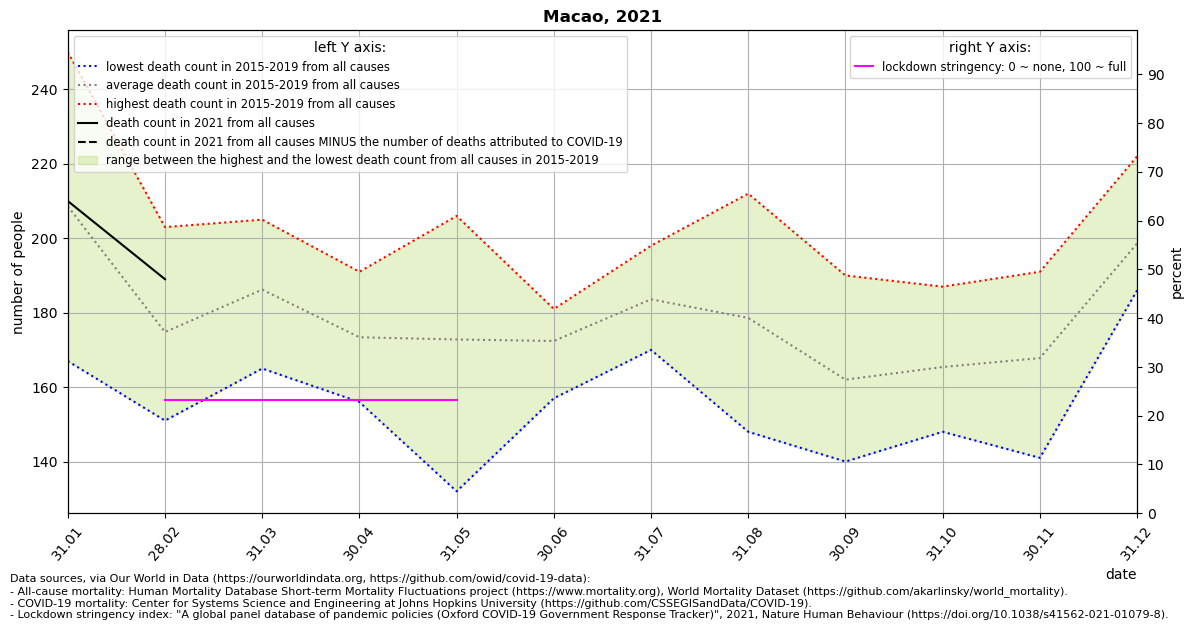 Macao, 2021
left Y axis:
lowest death count in 2015-2019 from all causes
average death count in 2015-2019 from all causes
highest death count in 2015-2019 from all causes
death count in 2021 from all causes
death count in 2021 from all causes MINUS the number of deaths attributed to COVID-19
range between the highest and the lowest death count from all causes in 2015-2019
right Y axis:
lockdown stringency: 0 ~ none, 100 ~ full
number of people
240
220
200
180
160
140
percent
90
80
70
60
50
40
30
20
10
0
31.01
28.02
31.03
30.04
31.05
30.06
31.07
31.08
30.09
31.10
30.11
31.12
date
Data sources, via Our World in Data (https://ourworldindata.org, https://github.com/owid/covid-19-data):
- All-cause mortality: Human Mortality Database Short-term Mortality Fluctuations project (https://www.mortality.org), World Mortality Dataset (https://github.com/akarlinsky/world_mortality).
- COVID-19 mortality: Center for Systems Science and Engineering at Johns Hopkins University (https://github.com/CSSEGISandData/COVID-19).
- Lockdown stringency index: "A global panel database of pandemic policies (Oxford COVID-19 Government Response Tracker)", 2021, Nature Human Behaviour (https://doi.org/10.1038/s41562-021-01079-8).